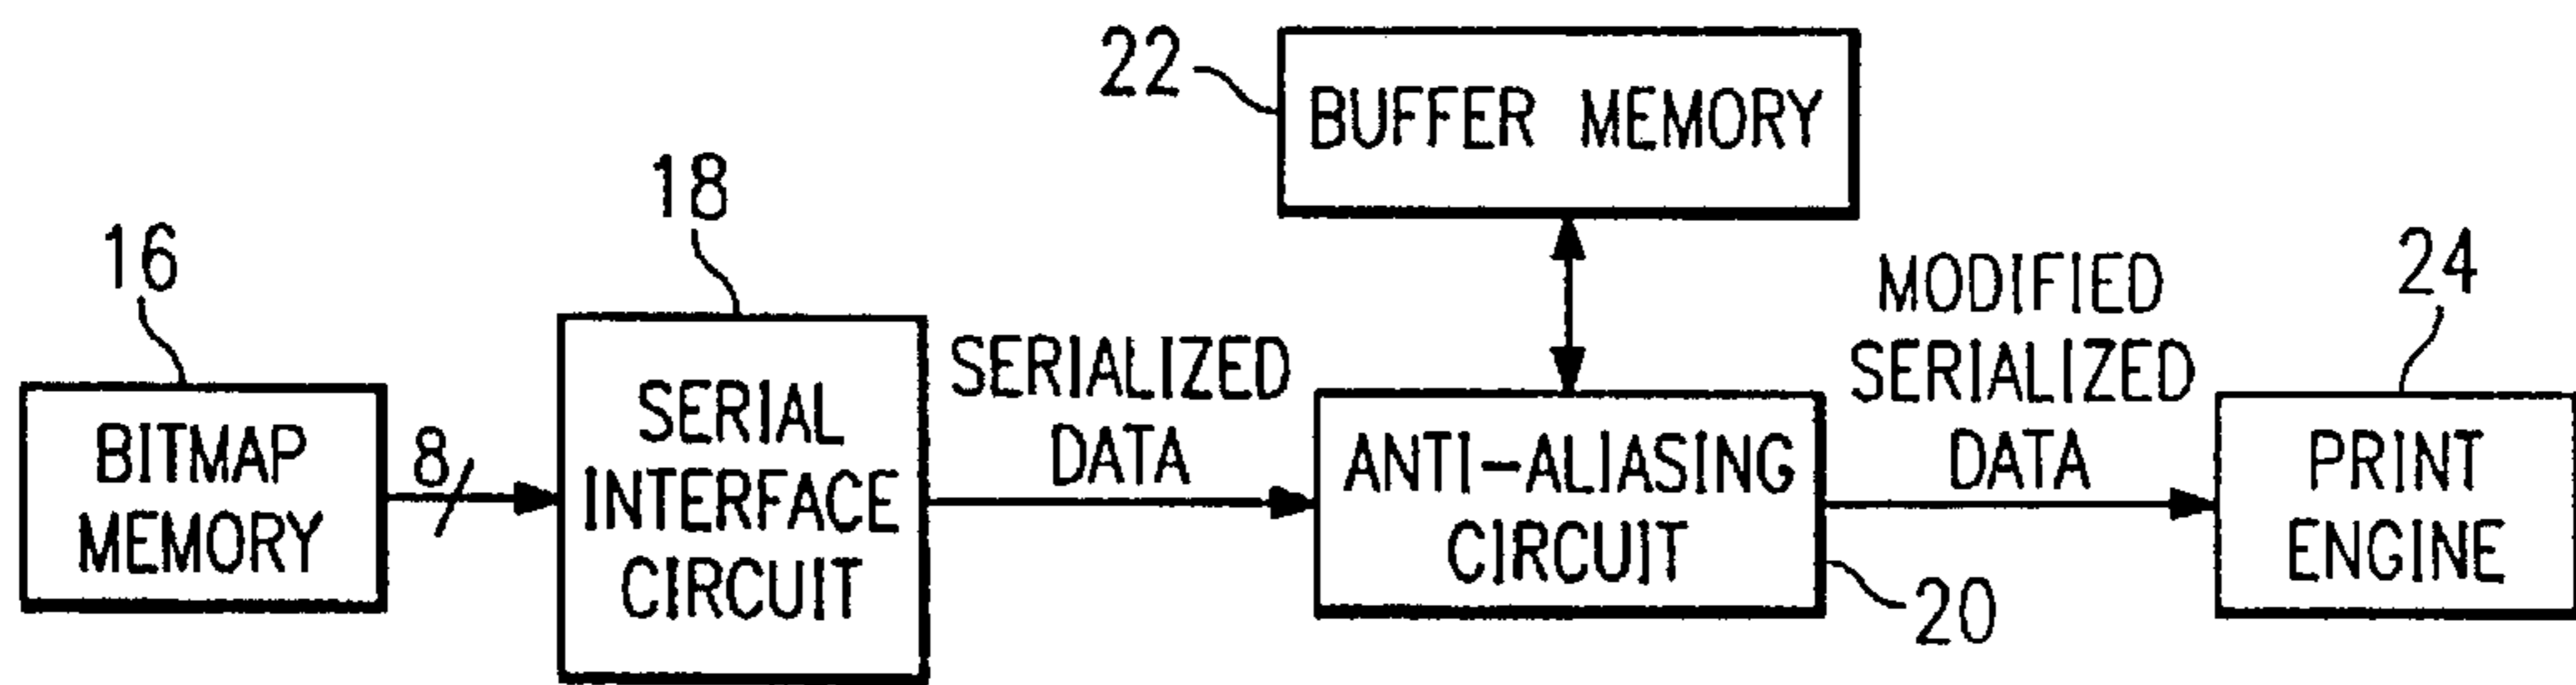 22
BUFFER MEMORY
18
16
24
MODIFIED
SERIALIZED
DATA
SERIALIZED
DATA
BITMAP
MEMORY
8
SERIAL
INTERFACE
CIRCUIT
ANTI-ALIASING
CIRCUIT
20
PRINT
ENGINE